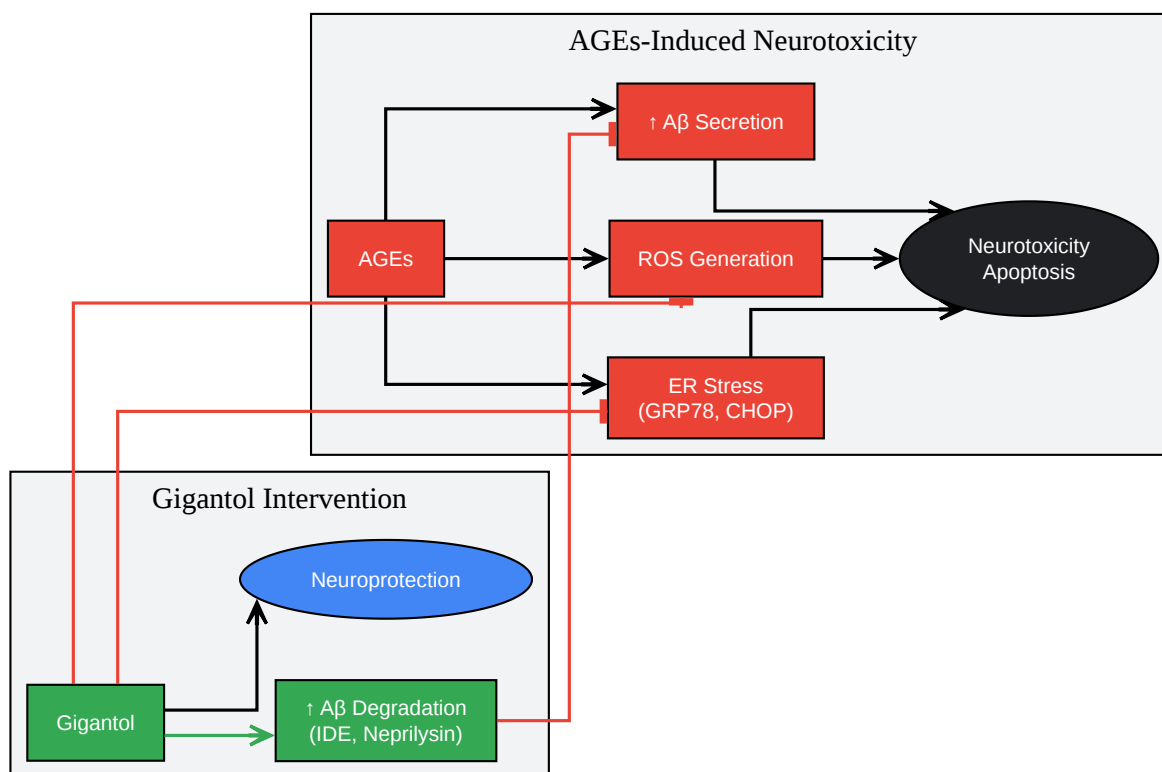 AGEs-Induced Neurotoxicity
↑ Aβ Secretion
AGEs
ROS Generation
Neurotoxicity
Apoptosis
ER Stress
(GRP78, CHOP)
Gigantol Intervention
Neuroprotection
Gigantol
↑ Aβ Degradation
(IDE, Neprilysin)